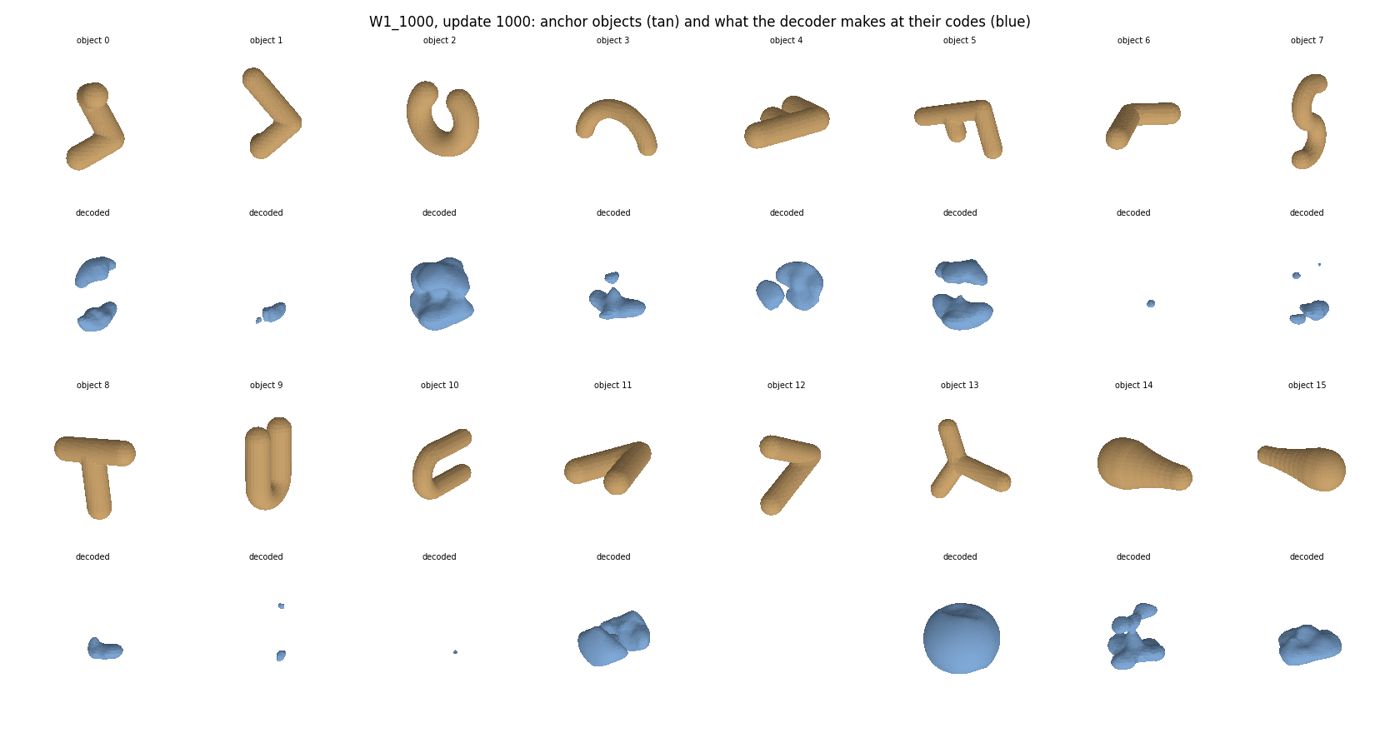 W1_1000, update 1000: anchor objects (tan) and what the decoder makes at their codes (blue)
object 0 object 1 object 2 object 3 object 4 object 5 object 6 object 7
decoded decoded decoded decoded decoded decoded decoded decoded
object 8 object 9 object 10 object 11 object 12 object 13 object 14 object 15
decoded decoded decoded decoded decoded decoded decoded